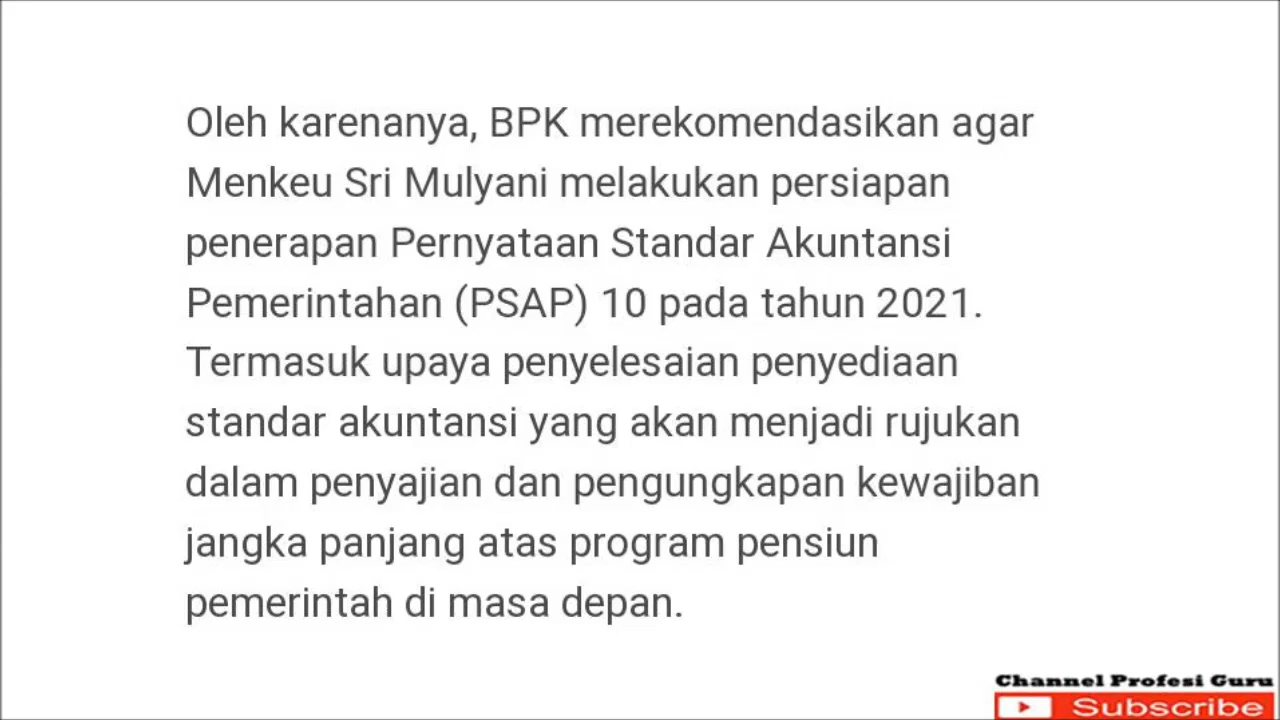 Oleh karenanya, BPK merekomendasikan agar
Menkeu Sri Mulyani melakukan persiapan
penerapan Pernyataan Standar Akuntansi
Pemerintahan (PSAP) 10 pada tahun 2021.
Termasuk upaya penyelesaian penyediaan
standar akuntansi yang akan menjadi rujukan
dalam penyajian dan pengungkapan kewajiban
jangka panjang atas program pensiun
pemerintah di masa depan.
Channel Profesi Guru
Subscribe